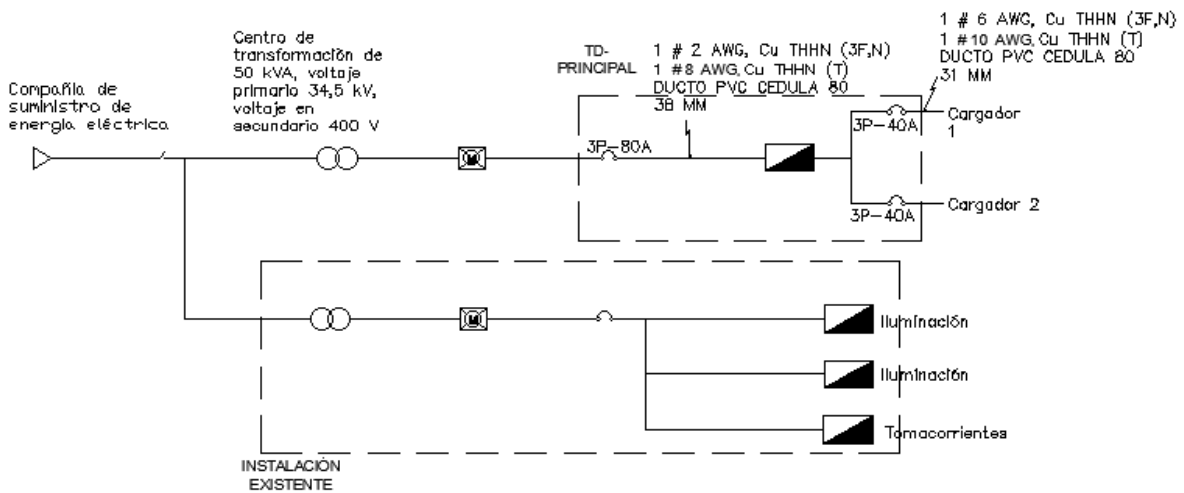 Compañia de
suministro de
energia eléctrica
Centro de
transformación de
50 kVA, voltaje
primario 34,5 kV,
voltaje en
secundario 400 V
TD-
PRINCIPAL
1 # 2 AWG, Cu THHN (3F,N)
1 #8 AWG, Cu THHN (T)
DUCTO PVC CEDULA 80
38 MM
1 # 6 AWG, Cu THHN (3F,N)
1 #10 AWG, Cu THHN (T)
DUCTO PVC CEDULA 80
31 MM
3P-80A
3P-40A
Cargador
1
3P-40A
Cargador 2
M
M
Iluminación
Iluminación
Tomacorrientes
INSTALACIÓN
EXISTENTE